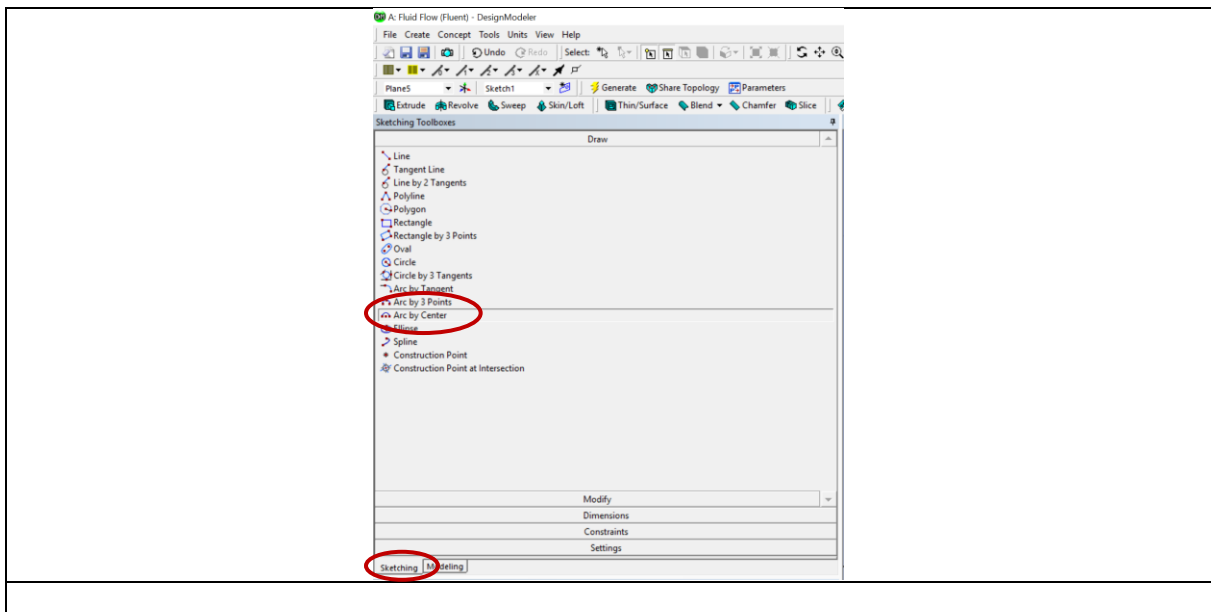 A: Fluid Flow (Fluent) - DesignModeler
File Create Concept Tools Units View Help
Undo Redo Select:
Plane5 Sketch1 Generate Share Topology Parameters
Extrude Revolve Sweep Skin/Loft Thin/Surface Blend Chamfer Slice
Sketching Toolboxes
Draw
Line
Tangent Line
Line by 2 Tangents
Polyline
Polygon
Rectangle
Rectangle by 3 Points
Oval
Circle
Circle by 3 Tangents
Arc by Tangent
Arc by 3 Points
Arc by Center
Ellipse
Spline
Construction Point
Construction Point at Intersection
Modify
Dimensions
Constraints
Settings
Sketching Modeling